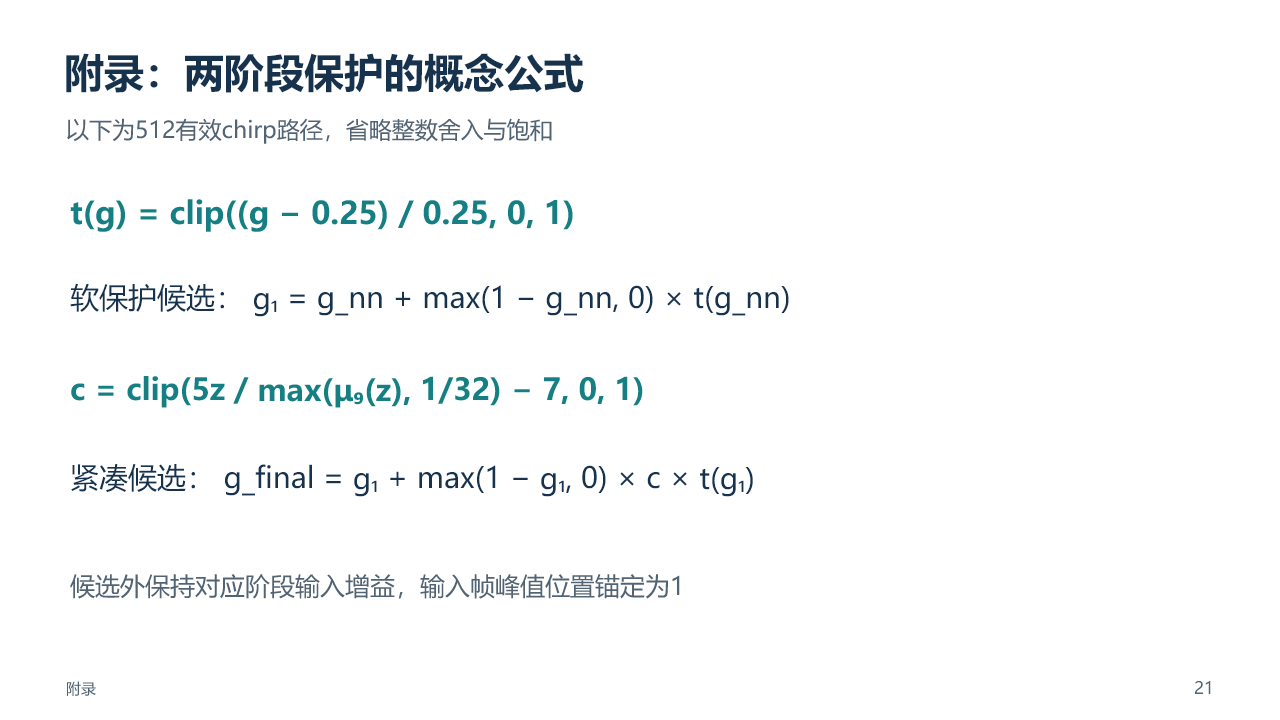 附录：两阶段保护的概念公式
以下为512有效chirp路径，省略整数舍入与饱和
t(g) = clip((g − 0.25) / 0.25, 0, 1)
软保护候选： g₁ = g_nn + max(1 − g_nn, 0) × t(g_nn)
c = clip(5z / max(μ₉(z), 1/32) − 7, 0, 1)
紧凑候选： g_final = g₁ + max(1 − g₁, 0) × c × t(g₁)
候选外保持对应阶段输入增益，输入帧峰值位置锚定为1
附录
21